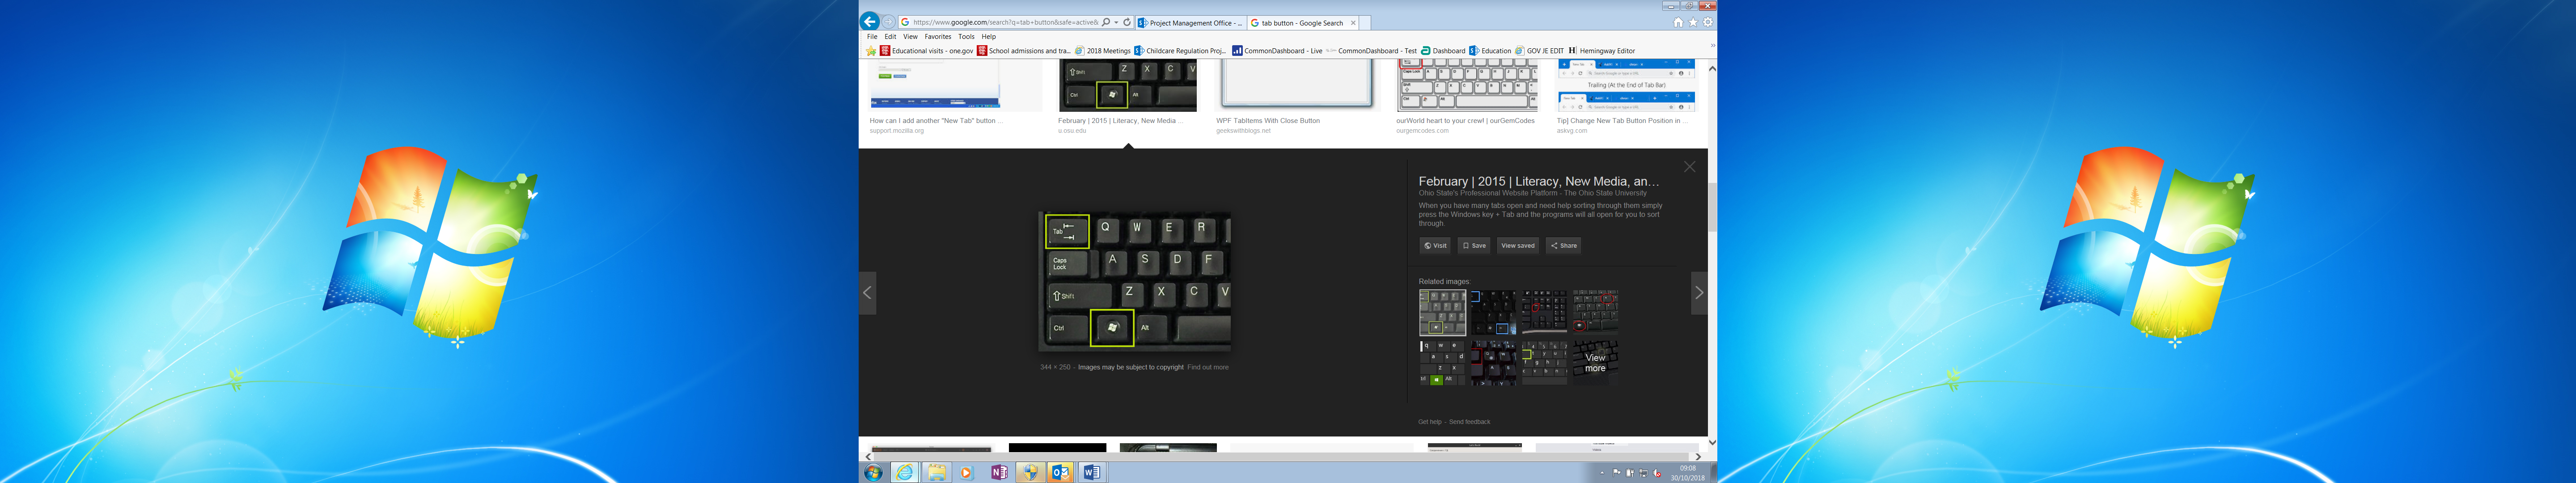 https://www.google.com/search?q=tab+button&safe=active&
Project Management Office - ...
tab button - Google Search
File Edit View Favorites Tools Help
Educational visits - one.gov
School admissions and tra...
2018 Meetings
Childcare Regulation Proj...
CommonDashboard - Live
CommonDashboard - Test
Dashboard
Education
GOV JE EDIT
Hemingway Editor
Shift Z X C V
Ctrl Alt
Trailing (At the End of Tab Bar)
How can I add another "New Tab" button ...
support.mozilla.org
February | 2015 | Literacy, New Media ...
u.osu.edu
WPF TabItems With Close Button
geekswithblogs.net
ourWorld heart to your crew! | ourGemCodes
ourgemcodes.com
Tip] Change New Tab Button Position in ...
askvg.com
Tab Q W E R
Caps Lock A S D F
Shift Z X C V
Ctrl Alt
344 × 250 - Images may be subject to copyright Find out more
February | 2015 | Literacy, New Media, an...
Ohio State's Professional Website Platform - The Ohio State University
When you have many tabs open and need help sorting through them simply
press the Windows key + Tab and the programs will all open for you to sort
through
Visit Save View saved Share
Related images:
q w e
a s d
z x
Alt
View
more
Get help - Send feedback
09:08
30/10/2018